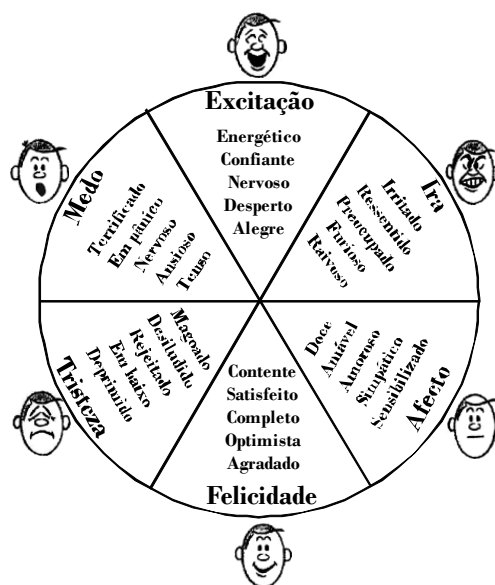 Excitação
Energético
Confiante
Nervoso
Desperto
Alegre
Ira
Irritado
Ressentido
Preocupado
Furioso
Raivoso
Afecto
Doce
Amável
Amoroso
Simpático
Sensibilizado
Felicidade
Contente
Satisfeito
Completo
Optimista
Agradado
Tristeza
Magoado
Desiludido
Rejeitado
Em baixo
Deprimido
Medo
Terrificado
Em pânico
Nervoso
Ansioso
Tenso